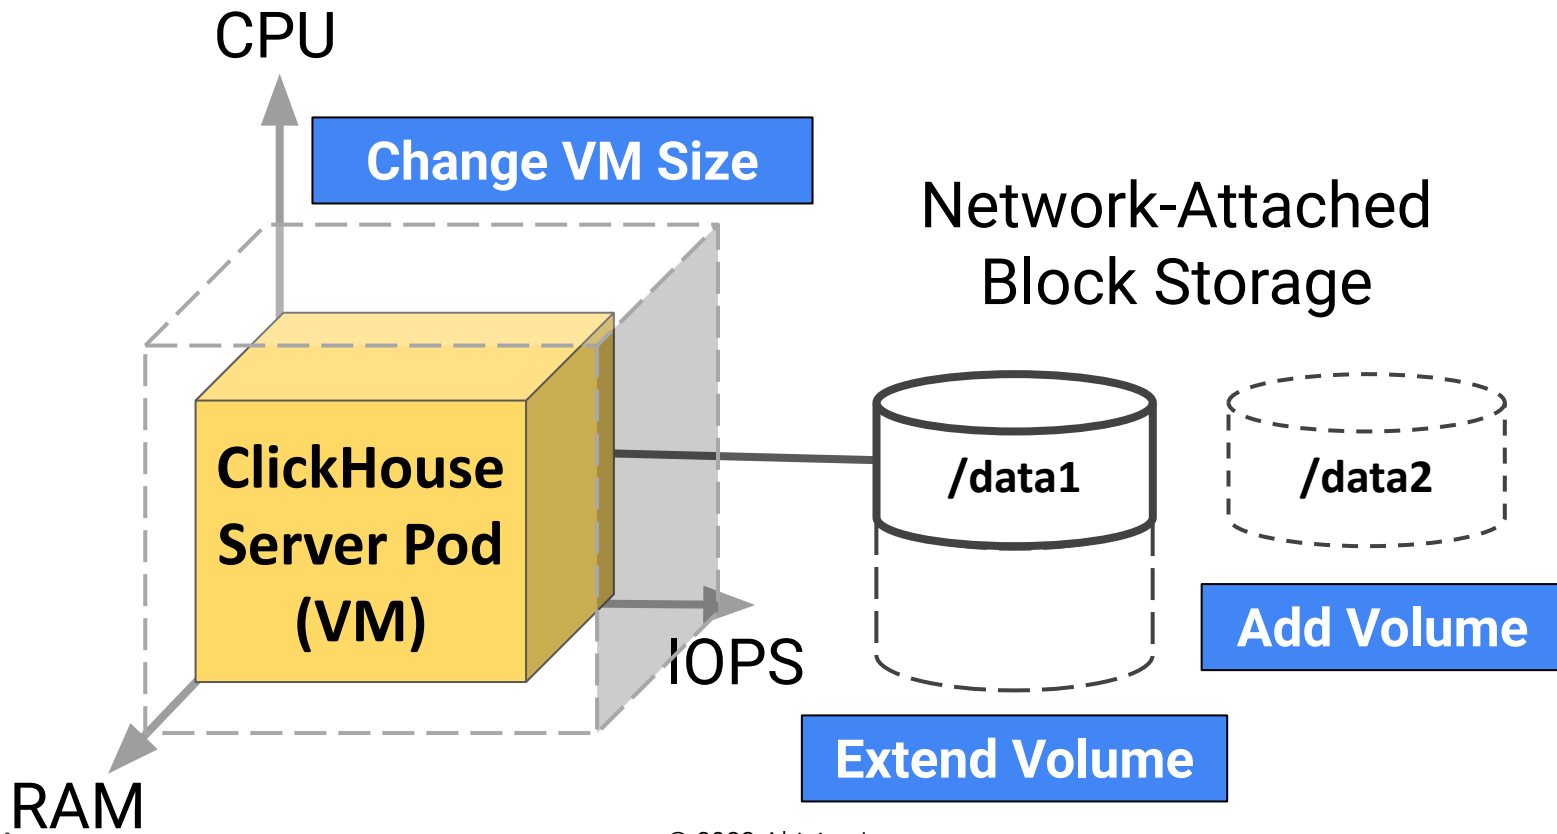 CPU
Change VM Size
Network-Attached
Block Storage
ClickHouse
Server Pod
(VM)
/data1
/data2
Add Volume
IOPS
Extend Volume
RAM